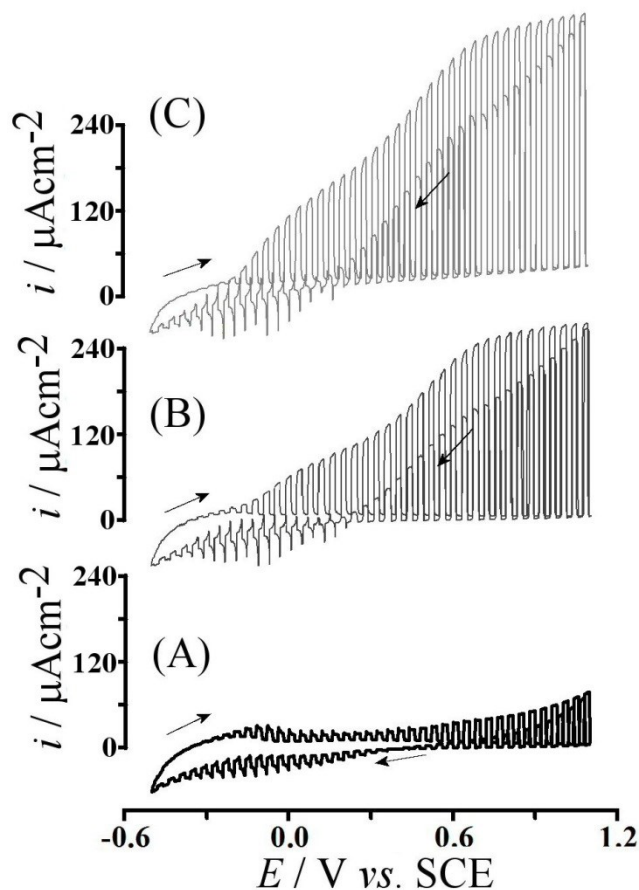 (C)
240
120
0
i / μAcm-2
(B)
240
120
0
i / μAcm-2
(A)
240
120
0
i / μAcm-2
-0.6 0.0 0.6 1.2
E / V vs. SCE